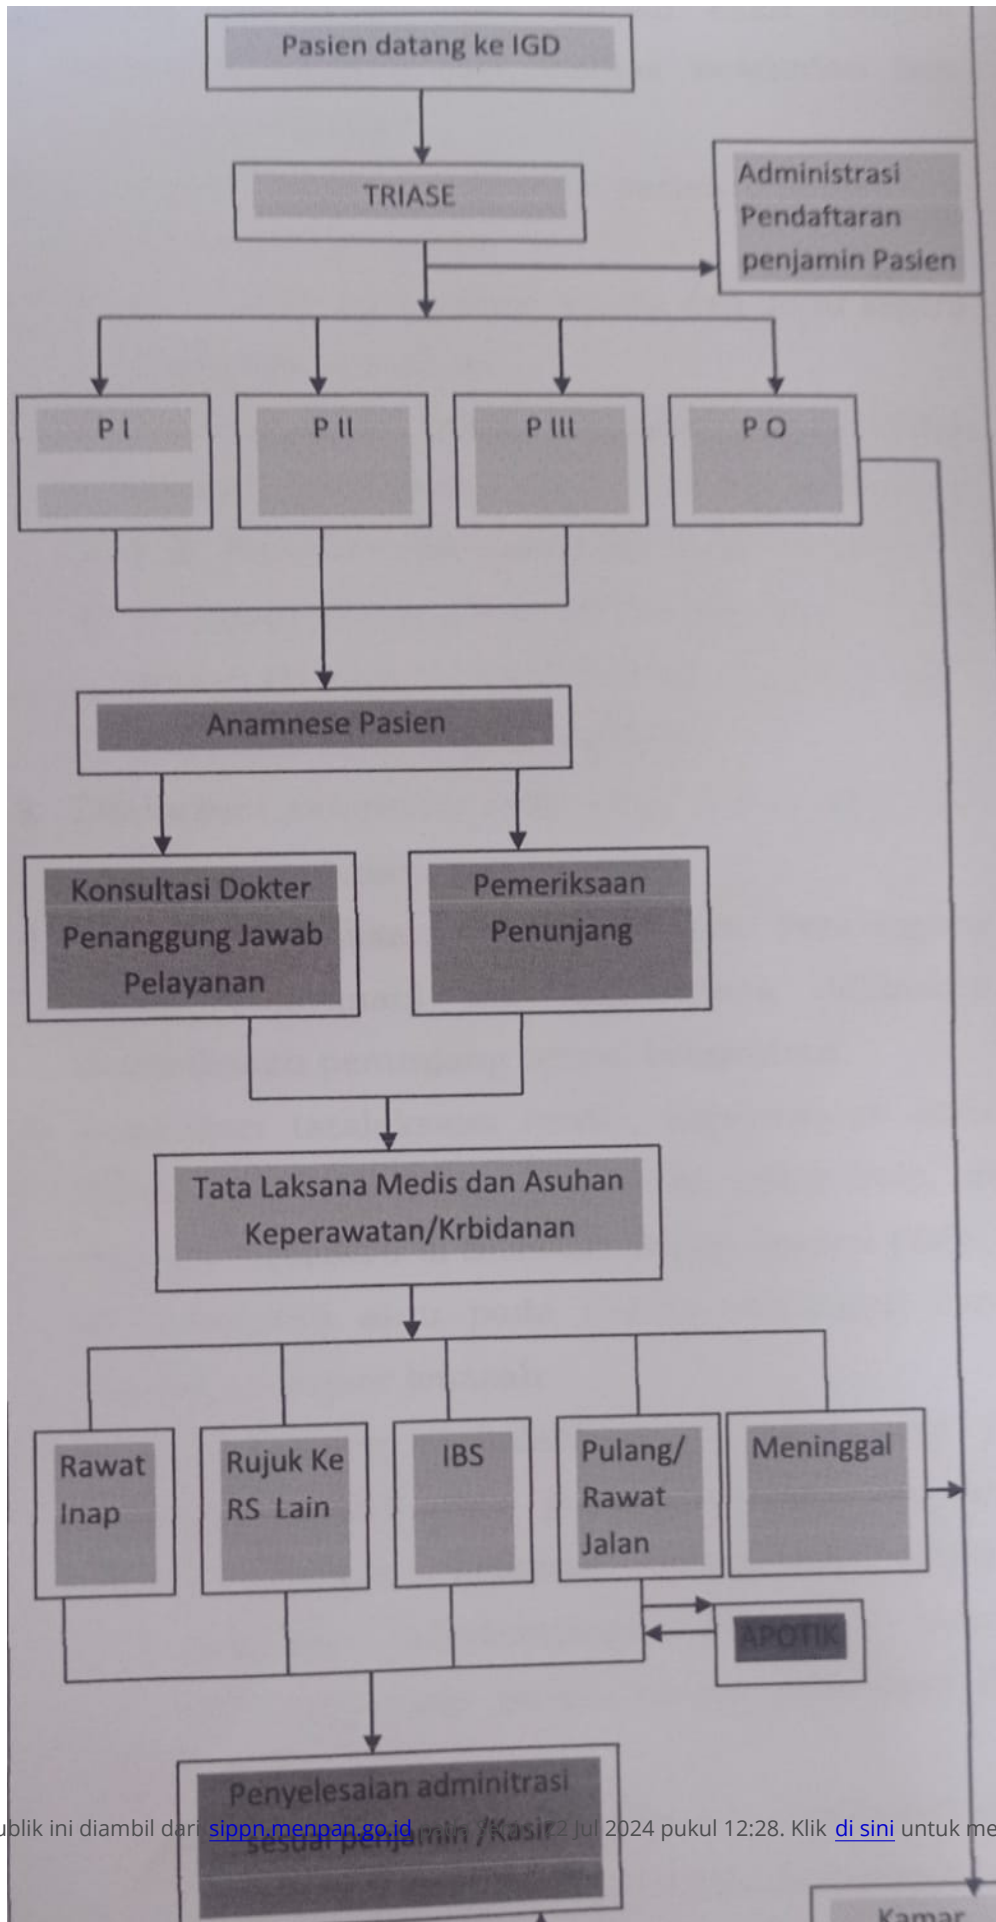 Pasien datang ke IGD
TRIASE
Administrasi
Pendaftaran
penjamin Pasien
P I
P II
P III
P O
Anamnese Pasien
Konsultasi Dokter
Penanggung Jawab
Pelayanan
Pemeriksaan
Penunjang
Tata Laksana Medis dan Asuhan
Keperawatan/Krbidanan
Rawat
Inap
Rujuk Ke
RS Lain
IBS
Pulang/
Rawat
Jalan
Meninggal
APOTIK
Penyelesaian adminitrasi
sesuai penjamin /Kasir
ublik ini diambil dari sippn.menpan.go.id 2 Jul 2024 pukul 12:28. Klik di sini untuk me
Kamar